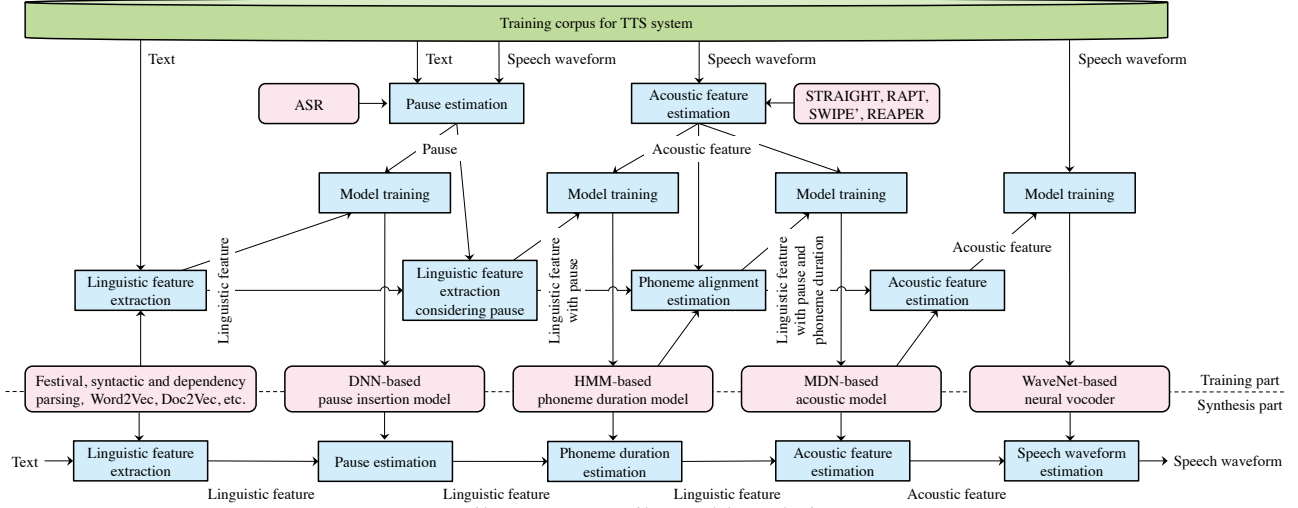 Training corpus for TTS system
Text
Text
Speech waveform
Speech waveform
Speech waveform
ASR
Pause estimation
Acoustic feature
estimation
STRAIGHT, RAPT,
SWIPE’, REAPER
Pause
Acoustic feature
Model training
Model training
Model training
Model training
Linguistic feature
Linguistic feature
with pause
Linguistic feature
with pause and
phoneme duration
Acoustic feature
Linguistic feature
extraction
Linguistic feature
extraction
considering pause
Phoneme alignment
estimation
Acoustic feature
estimation
Festival, syntactic and dependency
parsing, Word2Vec, Doc2Vec, etc.
DNN-based
pause insertion model
HMM-based
phoneme duration model
MDN-based
acoustic model
WaveNet-based
neural vocoder
Training part
Synthesis part
Text
Linguistic feature
extraction
Pause estimation
Phoneme duration
estimation
Acoustic feature
estimation
Speech waveform
estimation
Speech waveform
Linguistic feature
Linguistic feature
Linguistic feature
Acoustic feature